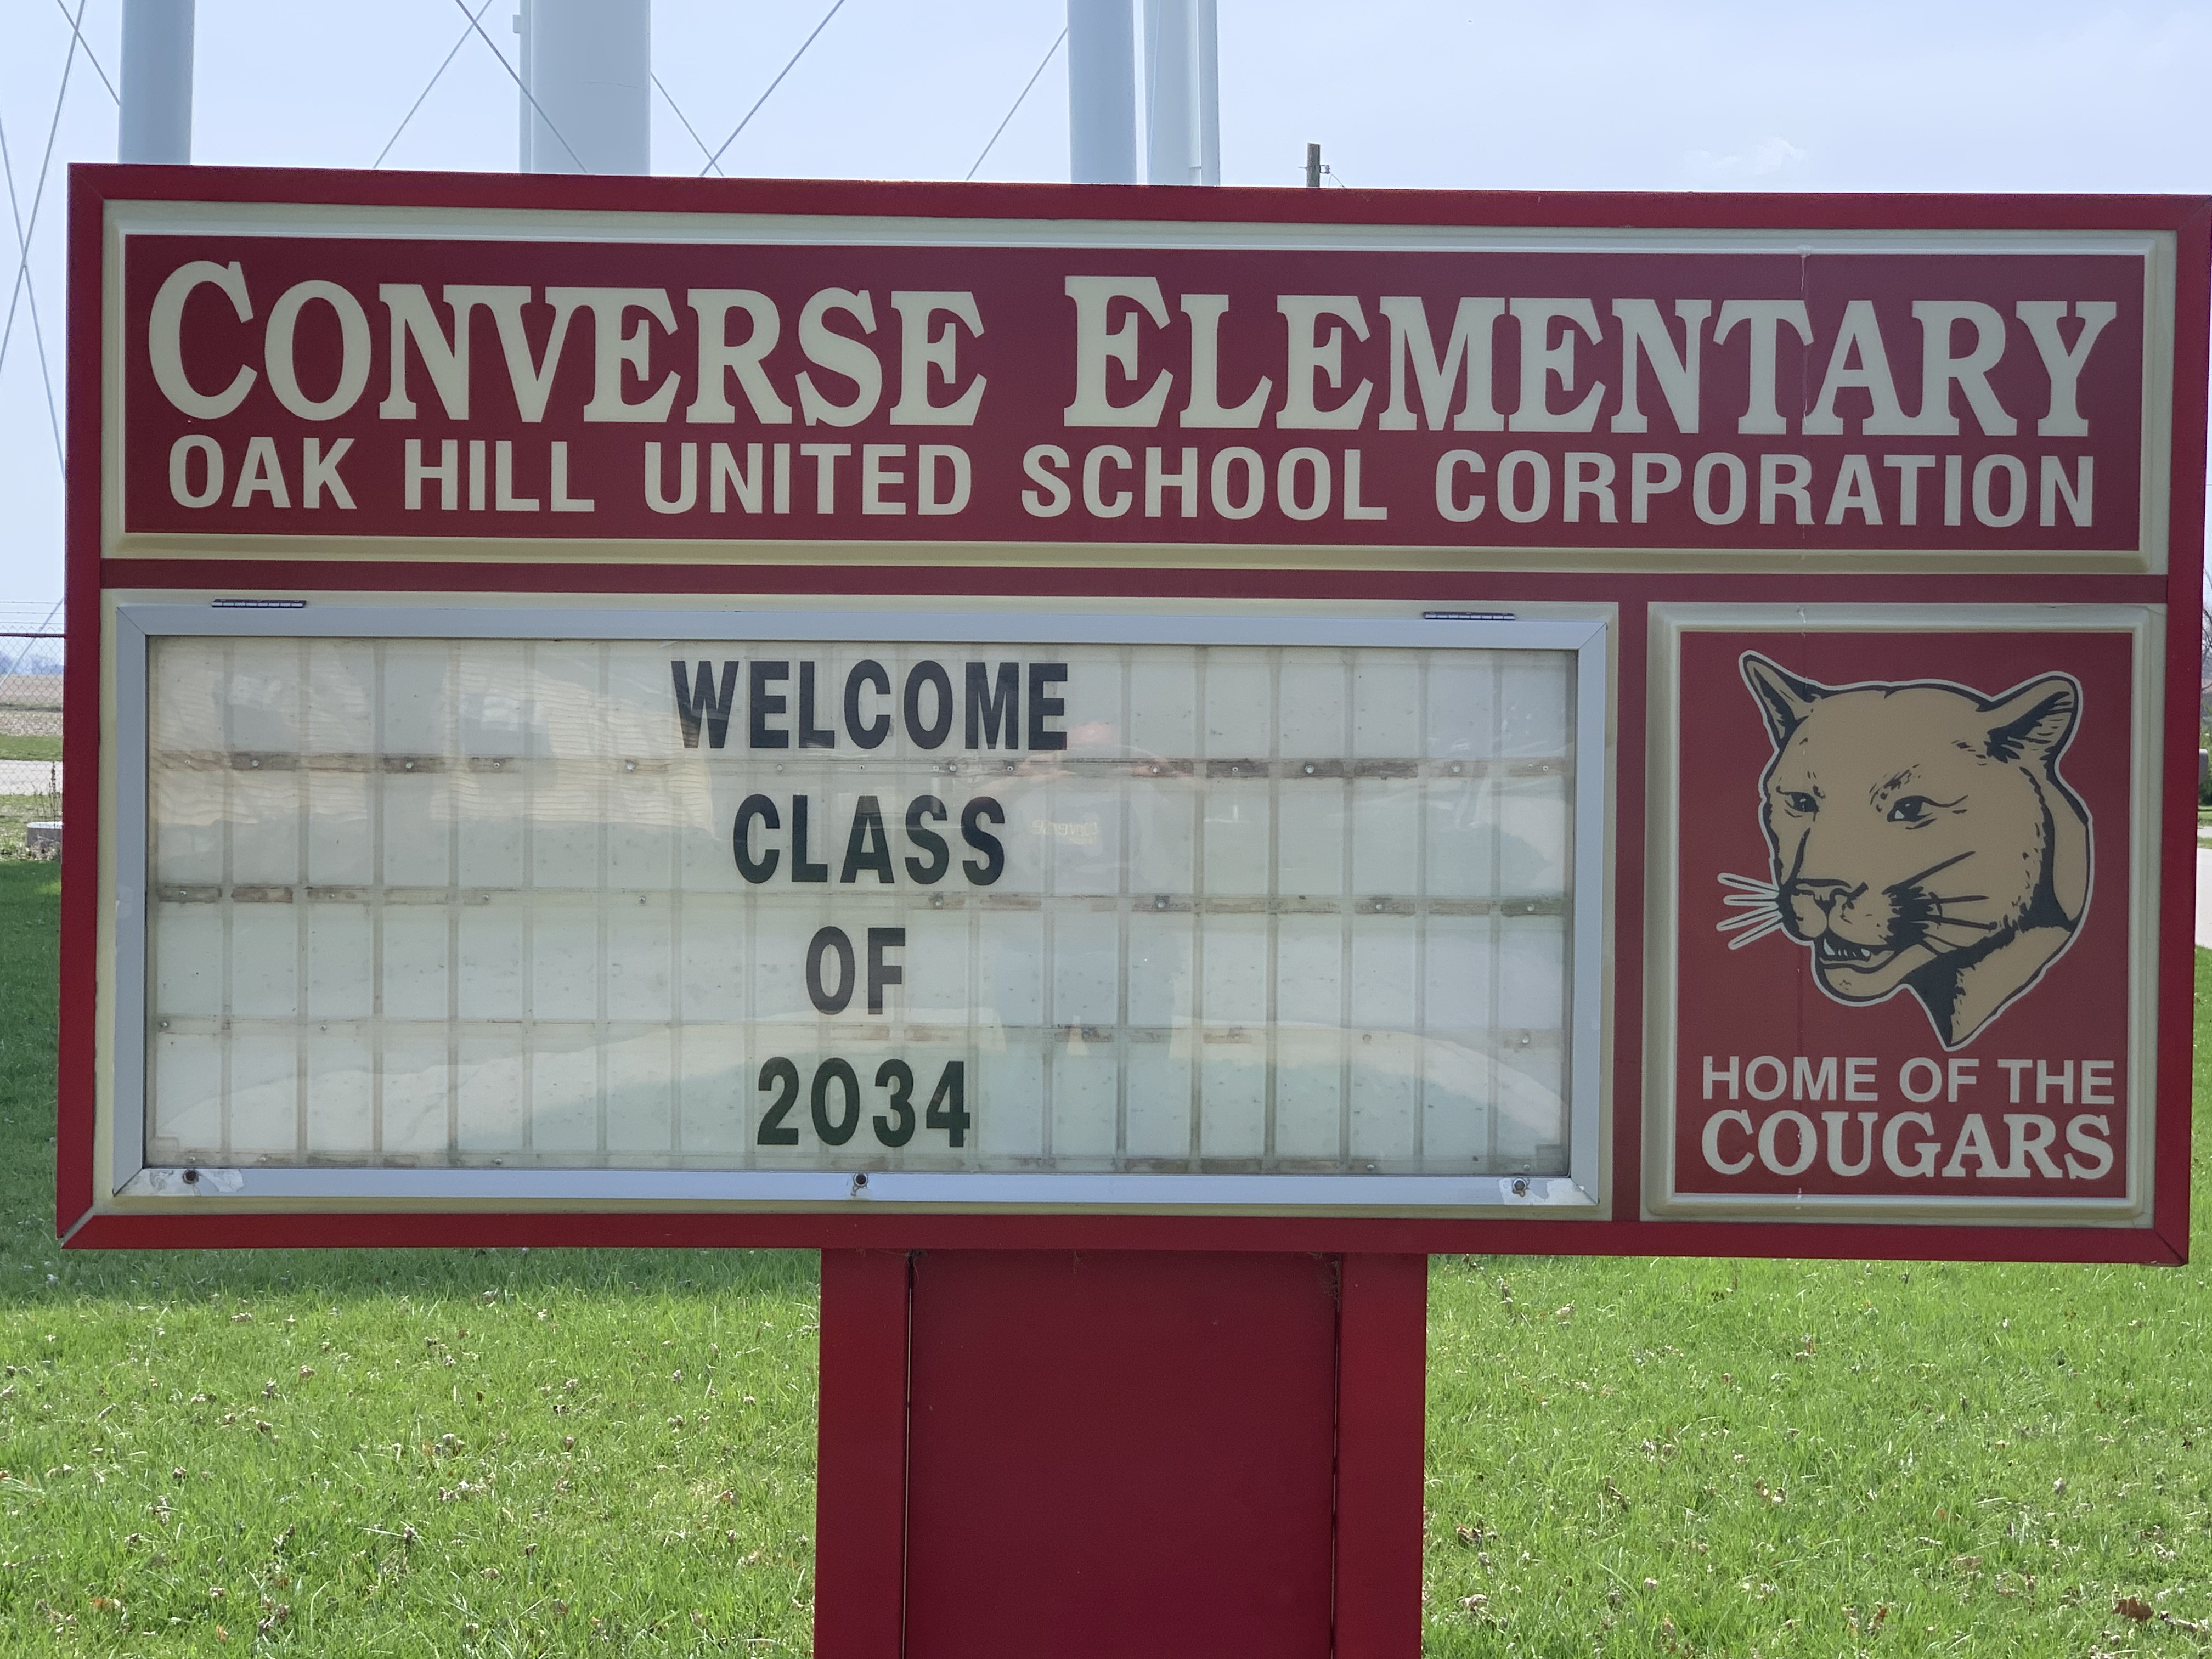 CONVERSE ELEMENTARY
OAK HILL UNITED SCHOOL CORPORATION
WELCOME
CLASS
OF
2034
HOME OF THE
COUGARS